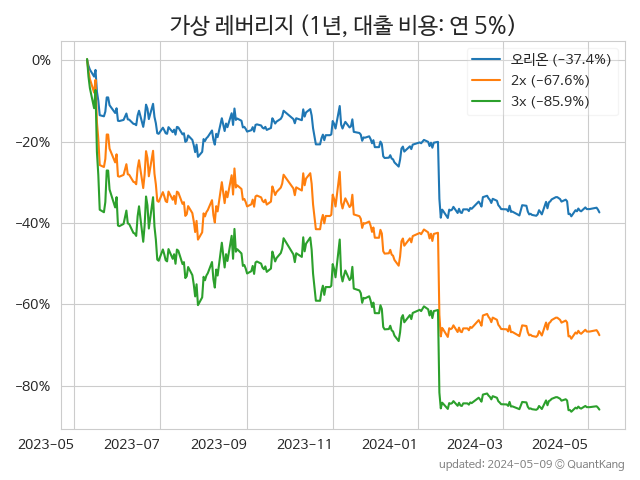 가상 레버리지 (1년, 대출 비용: 연 5%)
오리온 (−37.4%)
2x (−67.6%)
3x (−85.9%)
0%
−20%
−40%
−60%
−80%
2023-05 2023-07 2023-09 2023-11 2024-01 2024-03 2024-05
updated: 2024-05-09 © QuantKang